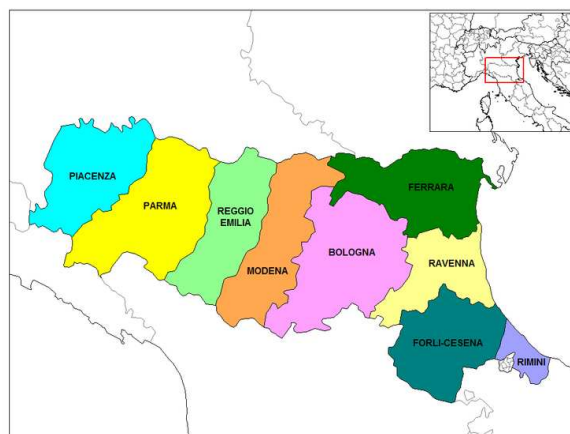 PIACENZA
PARMA
REGGIO
EMILIA
MODENA
BOLOGNA
FERRARA
RAVENNA
FORLI-CESENA
RIMINI